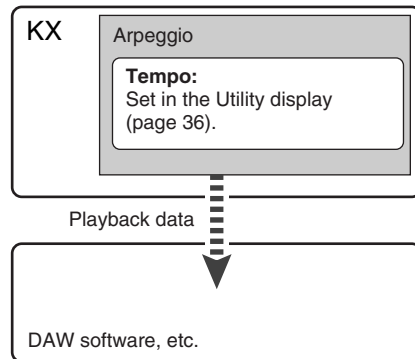 KX
Arpeggio
Tempo:
Set in the Utility display
(page 36).
Playback data
DAW software, etc.